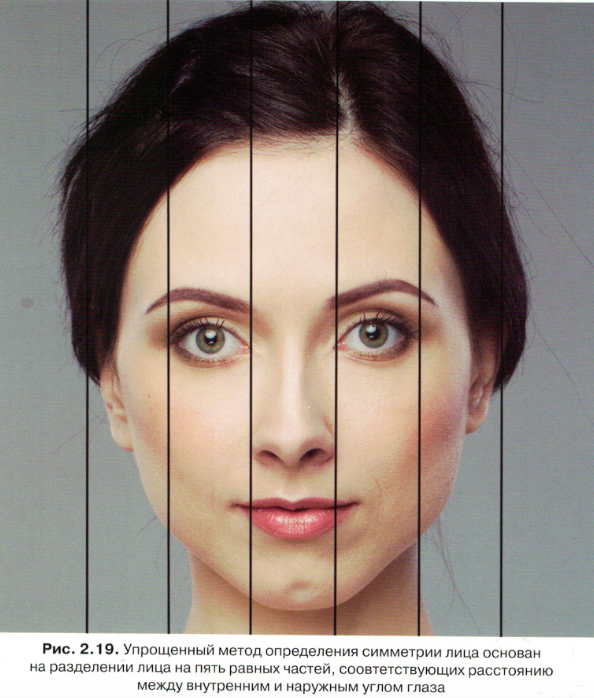 Рис. 2.19. Упрощенный метод определения симметрии лица основан
на разделении лица на пять равных частей, соовтетствующих расстоянию
между внутренним и наружным углом глаза